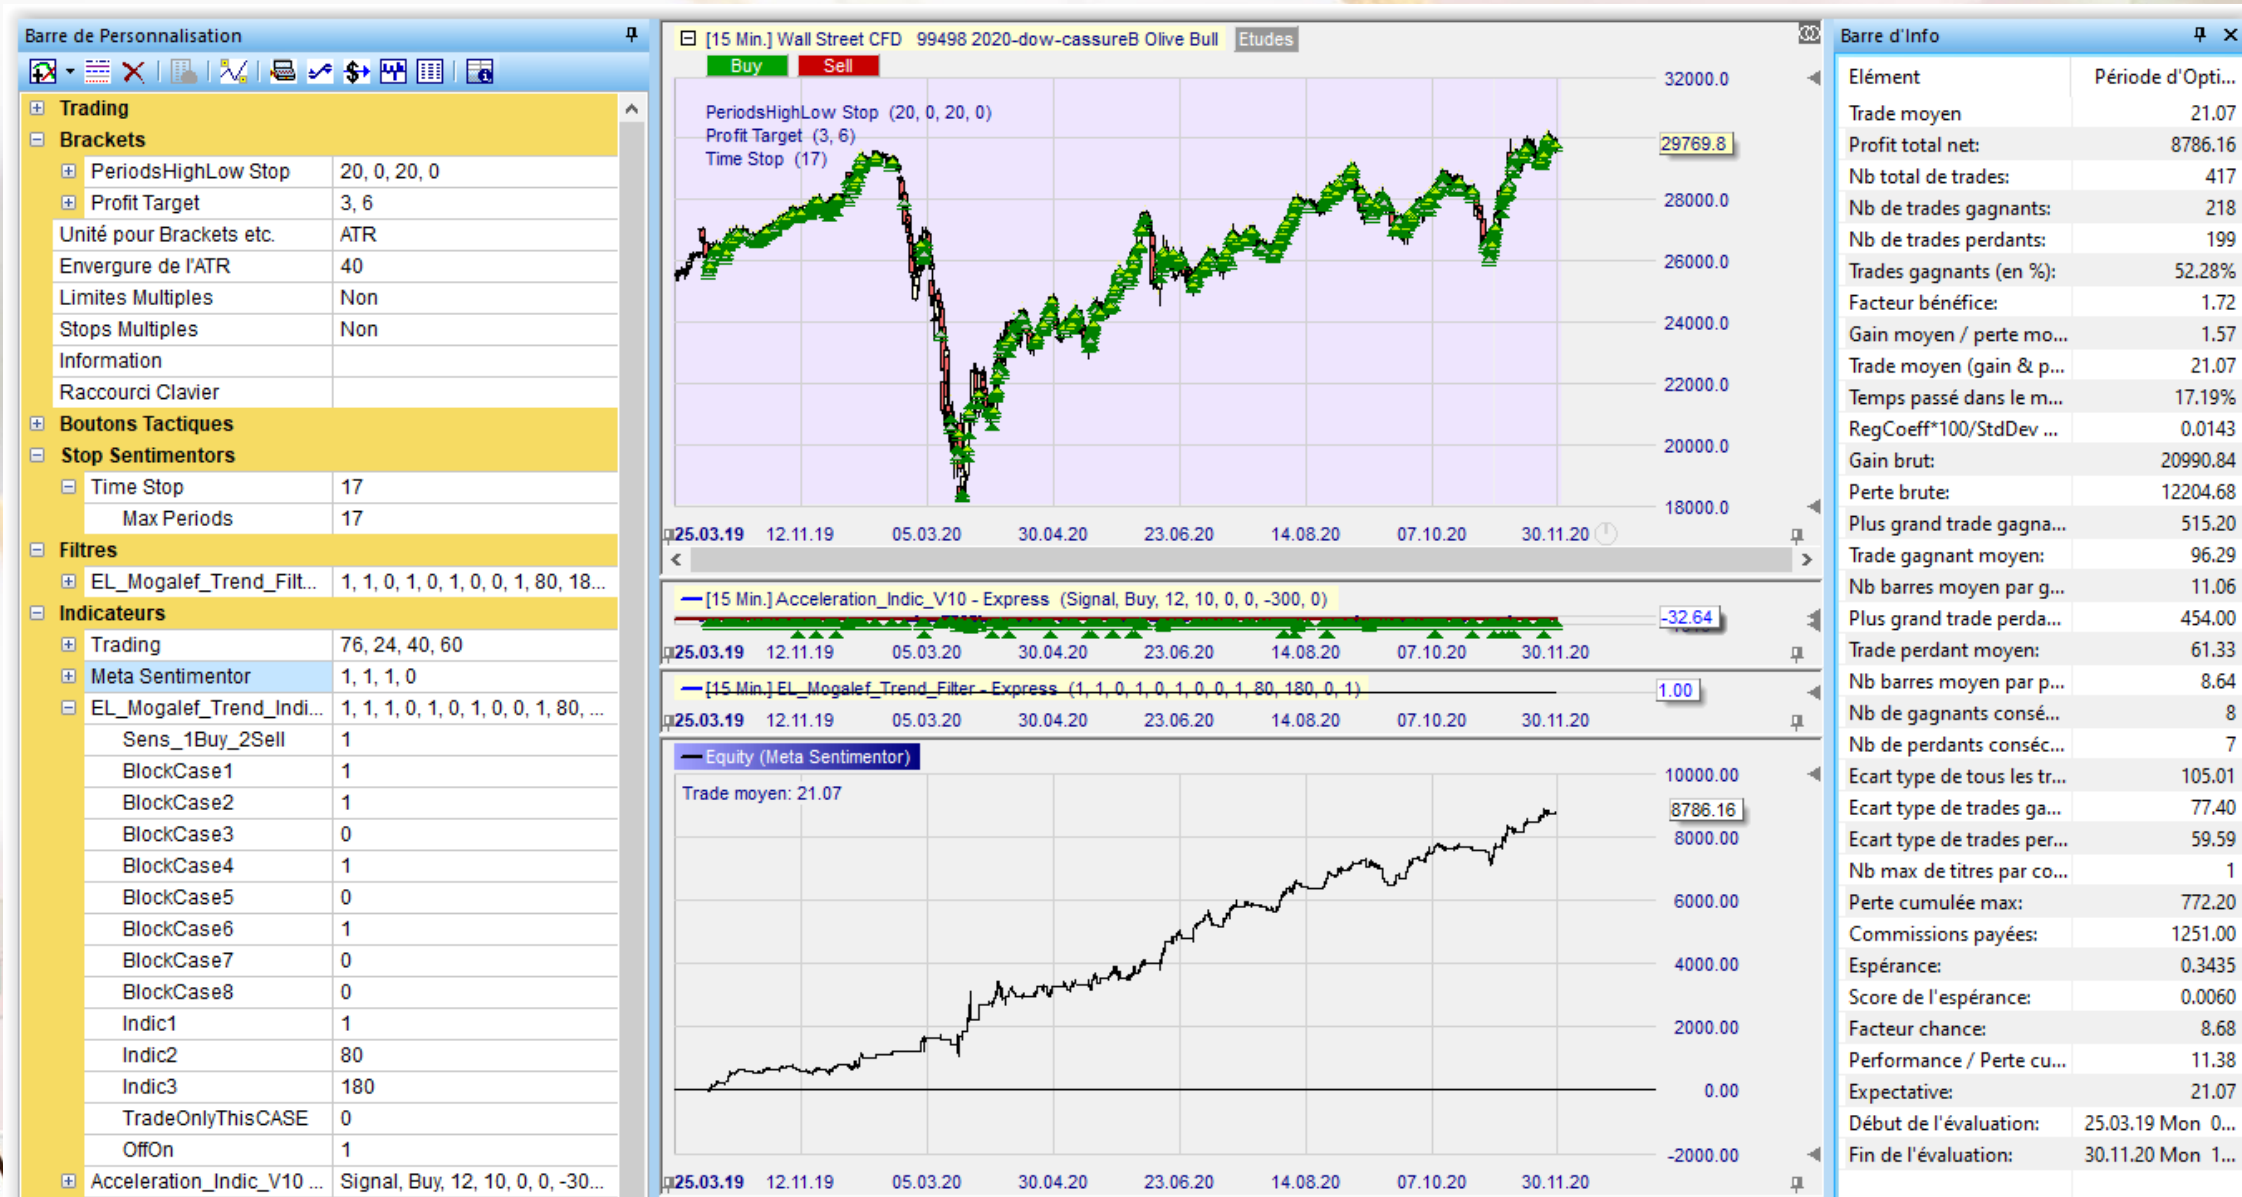 Barre de Personnalisation
Trading
Brackets
PeriodsHighLow Stop 20, 0, 20, 0
Profit Target 3, 6
Unité pour Brackets etc. ATR
Envergure de l'ATR 40
Limites Multiples Non
Stops Multiples Non
Information
Raccourci Clavier
Boutons Tactiques
Stop Sentimentors
Time Stop 17
Max Periods 17
Filtres
EL_Mogalef_Trend_Filt... 1, 1, 0, 1, 0, 1, 0, 0, 1, 80, 18...
Indicateurs
Trading 76, 24, 40, 60
Meta Sentimentor 1, 1, 1, 0
EL_Mogalef_Trend_Indi... 1, 1, 1, 0, 1, 0, 1, 0, 0, 1, 80, ...
Sens_1Buy_2Sell 1
BlockCase1 1
BlockCase2 1
BlockCase3 0
BlockCase4 1
BlockCase5 0
BlockCase6 1
BlockCase7 0
BlockCase8 0
Indic1 1
Indic2 80
Indic3 180
TradeOnlyThisCASE 0
OffOn 1
Acceleration_Indic_V10 ... Signal, Buy, 12, 10, 0, 0, -30...
[15 Min.] Wall Street CFD 99498 2020-dow-cassureB Olive Bull Etudes
Buy Sell
PeriodsHighLow Stop (20, 0, 20, 0)
Profit Target (3, 6)
Time Stop (17)
32000.0
29769.8
28000.0
26000.0
24000.0
22000.0
20000.0
18000.0
25.03.19 12.11.19 05.03.20 30.04.20 23.06.20 14.08.20 07.10.20 30.11.20
[15 Min.] Acceleration_Indic_V10 - Express (Signal, Buy, 12, 10, 0, 0, -300, 0)
-32.64
25.03.19 12.11.19 05.03.20 30.04.20 23.06.20 14.08.20 07.10.20 30.11.20
[15 Min.] EL_Mogalef_Trend_Filter - Express (1, 1, 0, 1, 0, 1, 0, 0, 1, 80, 180, 0, 1)
1.00
25.03.19 12.11.19 05.03.20 30.04.20 23.06.20 14.08.20 07.10.20 30.11.20
Equity (Meta Sentimentor)
Trade moyen: 21.07
10000.00
8786.16
8000.00
6000.00
4000.00
2000.00
0.00
-2000.00
25.03.19 12.11.19 05.03.20 30.04.20 23.06.20 14.08.20 07.10.20 30.11.20
Barre d'Info
Elément Période d'Opti...
Trade moyen 21.07
Profit total net: 8786.16
Nb total de trades: 417
Nb de trades gagnants: 218
Nb de trades perdants: 199
Trades gagnants (en %): 52.28%
Facteur bénéfice: 1.72
Gain moyen / perte mo... 1.57
Trade moyen (gain & p... 21.07
Temps passé dans le m... 17.19%
RegCoeff*100/StdDev ... 0.0143
Gain brut: 20990.84
Perte brute: 12204.68
Plus grand trade gagna... 515.20
Trade gagnant moyen: 96.29
Nb barres moyen par g... 11.06
Plus grand trade perda... 454.00
Trade perdant moyen: 61.33
Nb barres moyen par p... 8.64
Nb de gagnants consé... 8
Nb de perdants conséc... 7
Ecart type de tous les tr... 105.01
Ecart type de trades ga... 77.40
Ecart type de trades per... 59.59
Nb max de titres par co... 1
Perte cumulée max: 772.20
Commissions payées: 1251.00
Espérance: 0.3435
Score de l'espérance: 0.0060
Facteur chance: 8.68
Performance / Perte cu... 11.38
Expectative: 21.07
Début de l'évaluation: 25.03.19 Mon 0...
Fin de l'évaluation: 30.11.20 Mon 1...